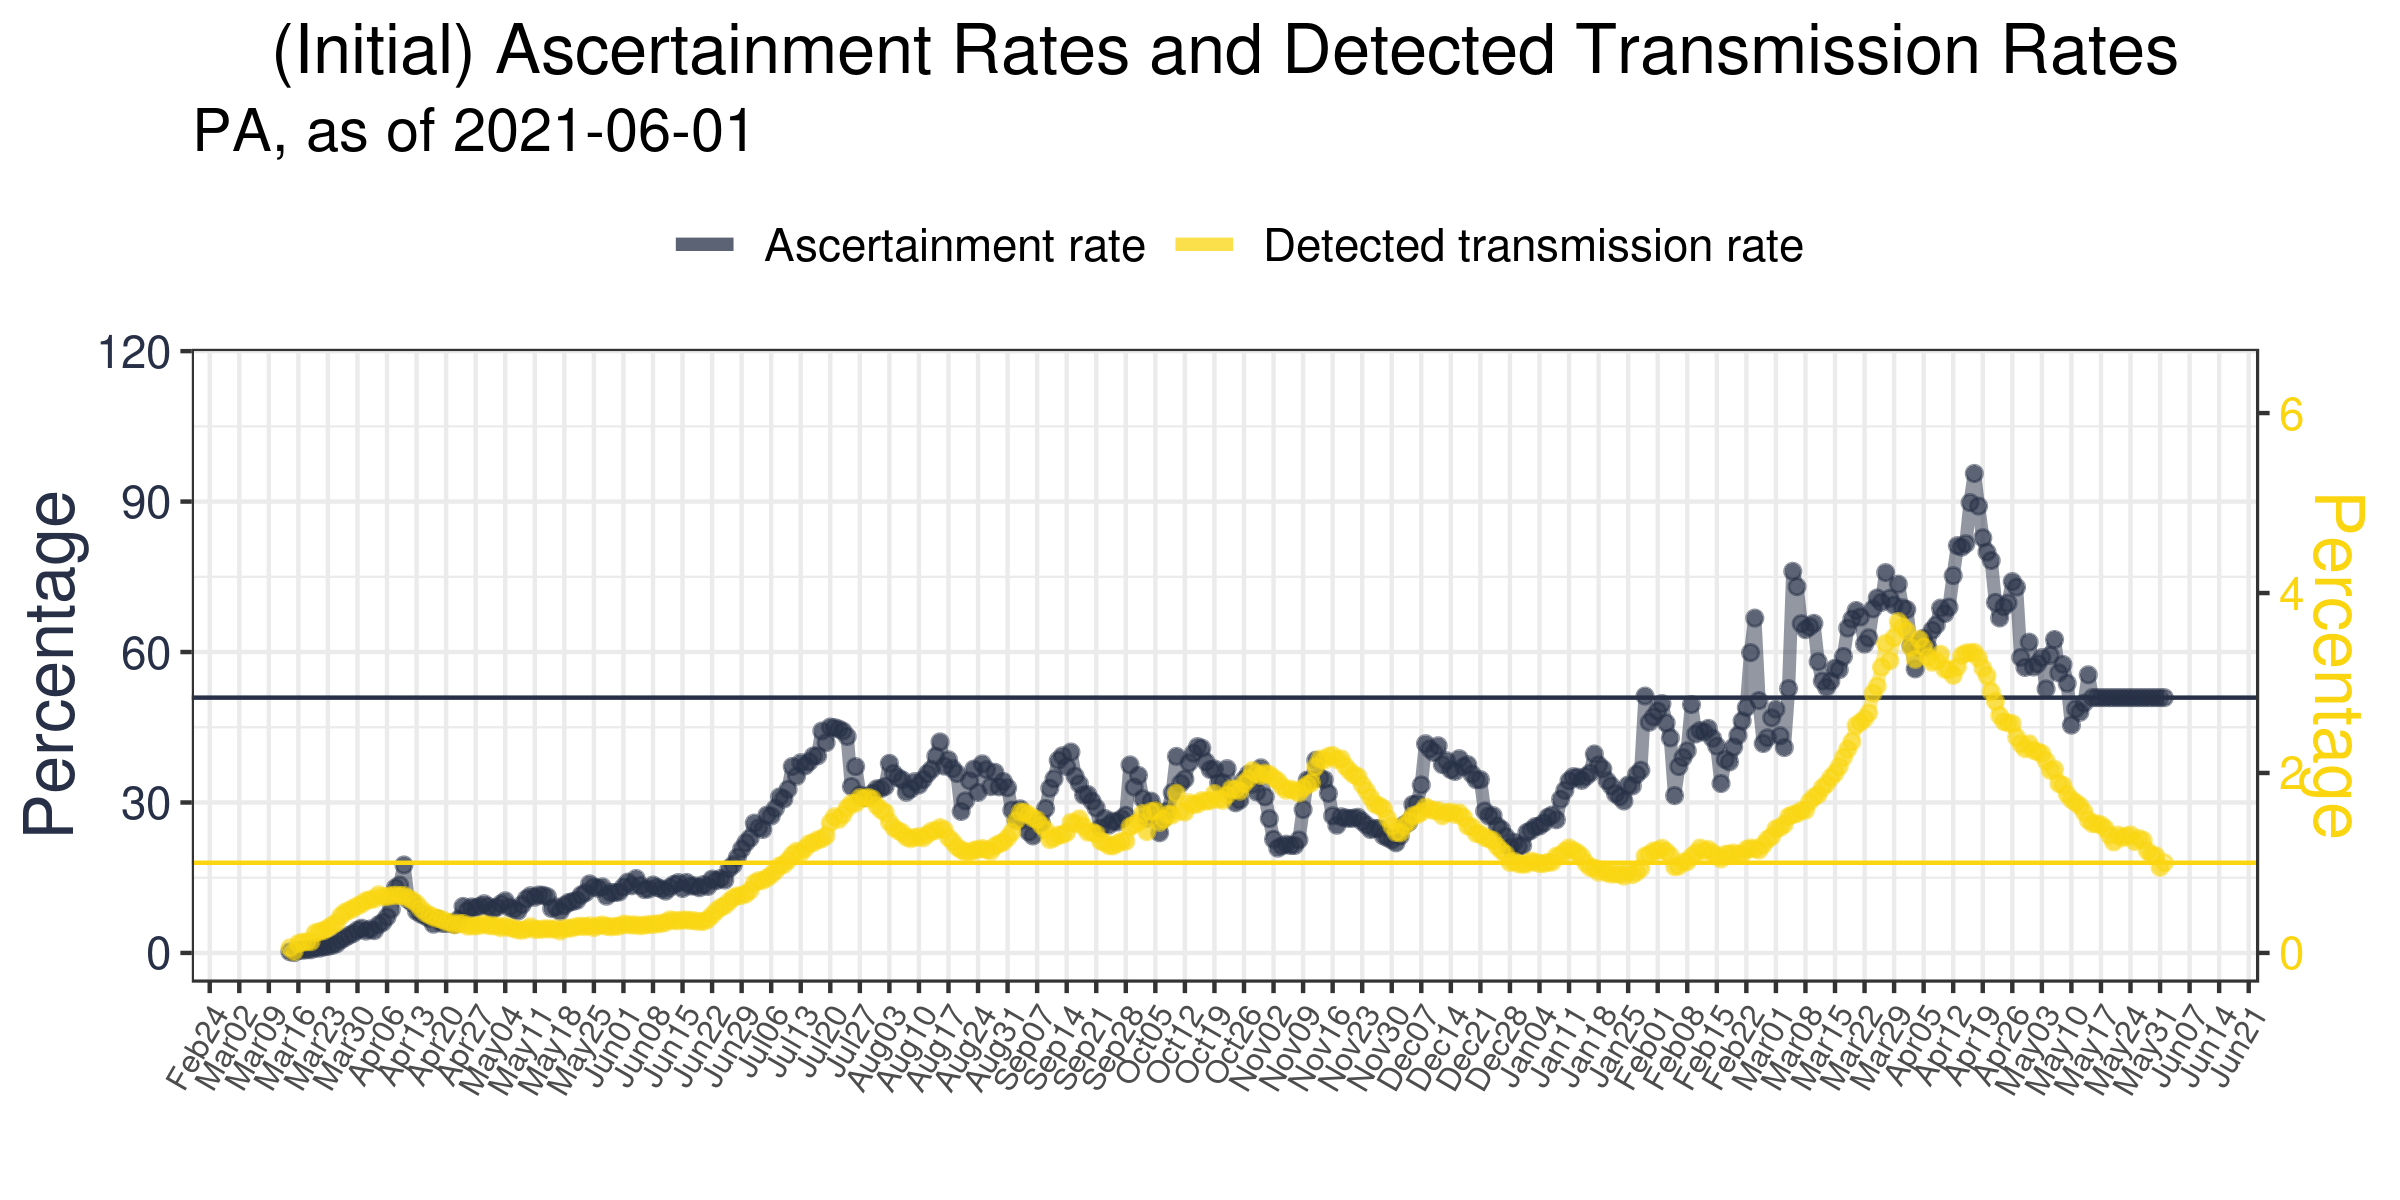 (Initial) Ascertainment Rates and Detected Transmission Rates
PA, as of 2021-06-01
Ascertainment rate
Detected transmission rate
Percentage
120
90
60
30
0
6
4
2
0
Percentage
Feb24
Mar02
Mar09
Mar16
Mar23
Mar30
Apr06
Apr13
Apr20
Apr27
May04
May11
May18
May25
Jun01
Jun08
Jun15
Jun22
Jun29
Jul06
Jul13
Jul20
Jul27
Aug03
Aug10
Aug17
Aug24
Aug31
Sep07
Sep14
Sep21
Sep28
Oct05
Oct12
Oct19
Oct26
Nov02
Nov09
Nov16
Nov23
Nov30
Dec07
Dec14
Dec21
Dec28
Jan04
Jan11
Jan18
Jan25
Feb01
Feb08
Feb15
Feb22
Mar01
Mar08
Mar15
Mar22
Mar29
Apr05
Apr12
Apr19
Apr26
May03
May10
May17
May24
May31
Jun07
Jun14
Jun21